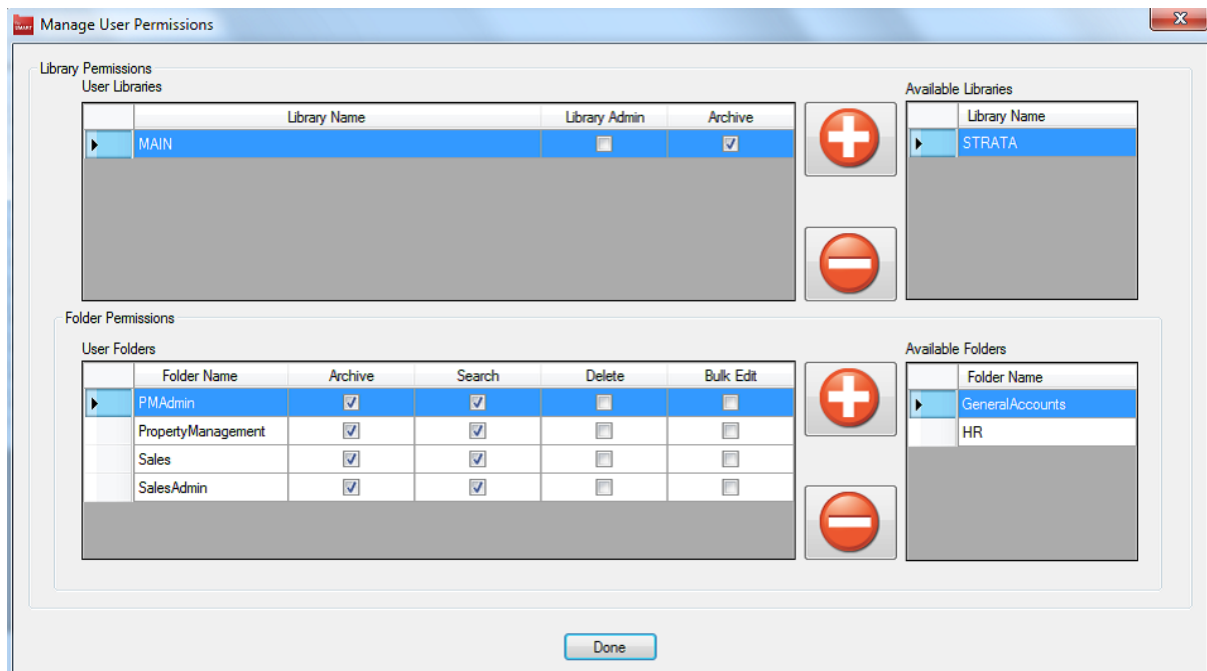 SMART Manage User Permissions
Library Permissions
User Libraries
Library Name Library Admin Archive
MAIN
Available Libraries
Library Name
STRATA
Folder Permissions
User Folders
Folder Name Archive Search Delete Bulk Edit
PMAdmin
PropertyManagement
Sales
SalesAdmin
Available Folders
Folder Name
GeneralAccounts
HR
Done